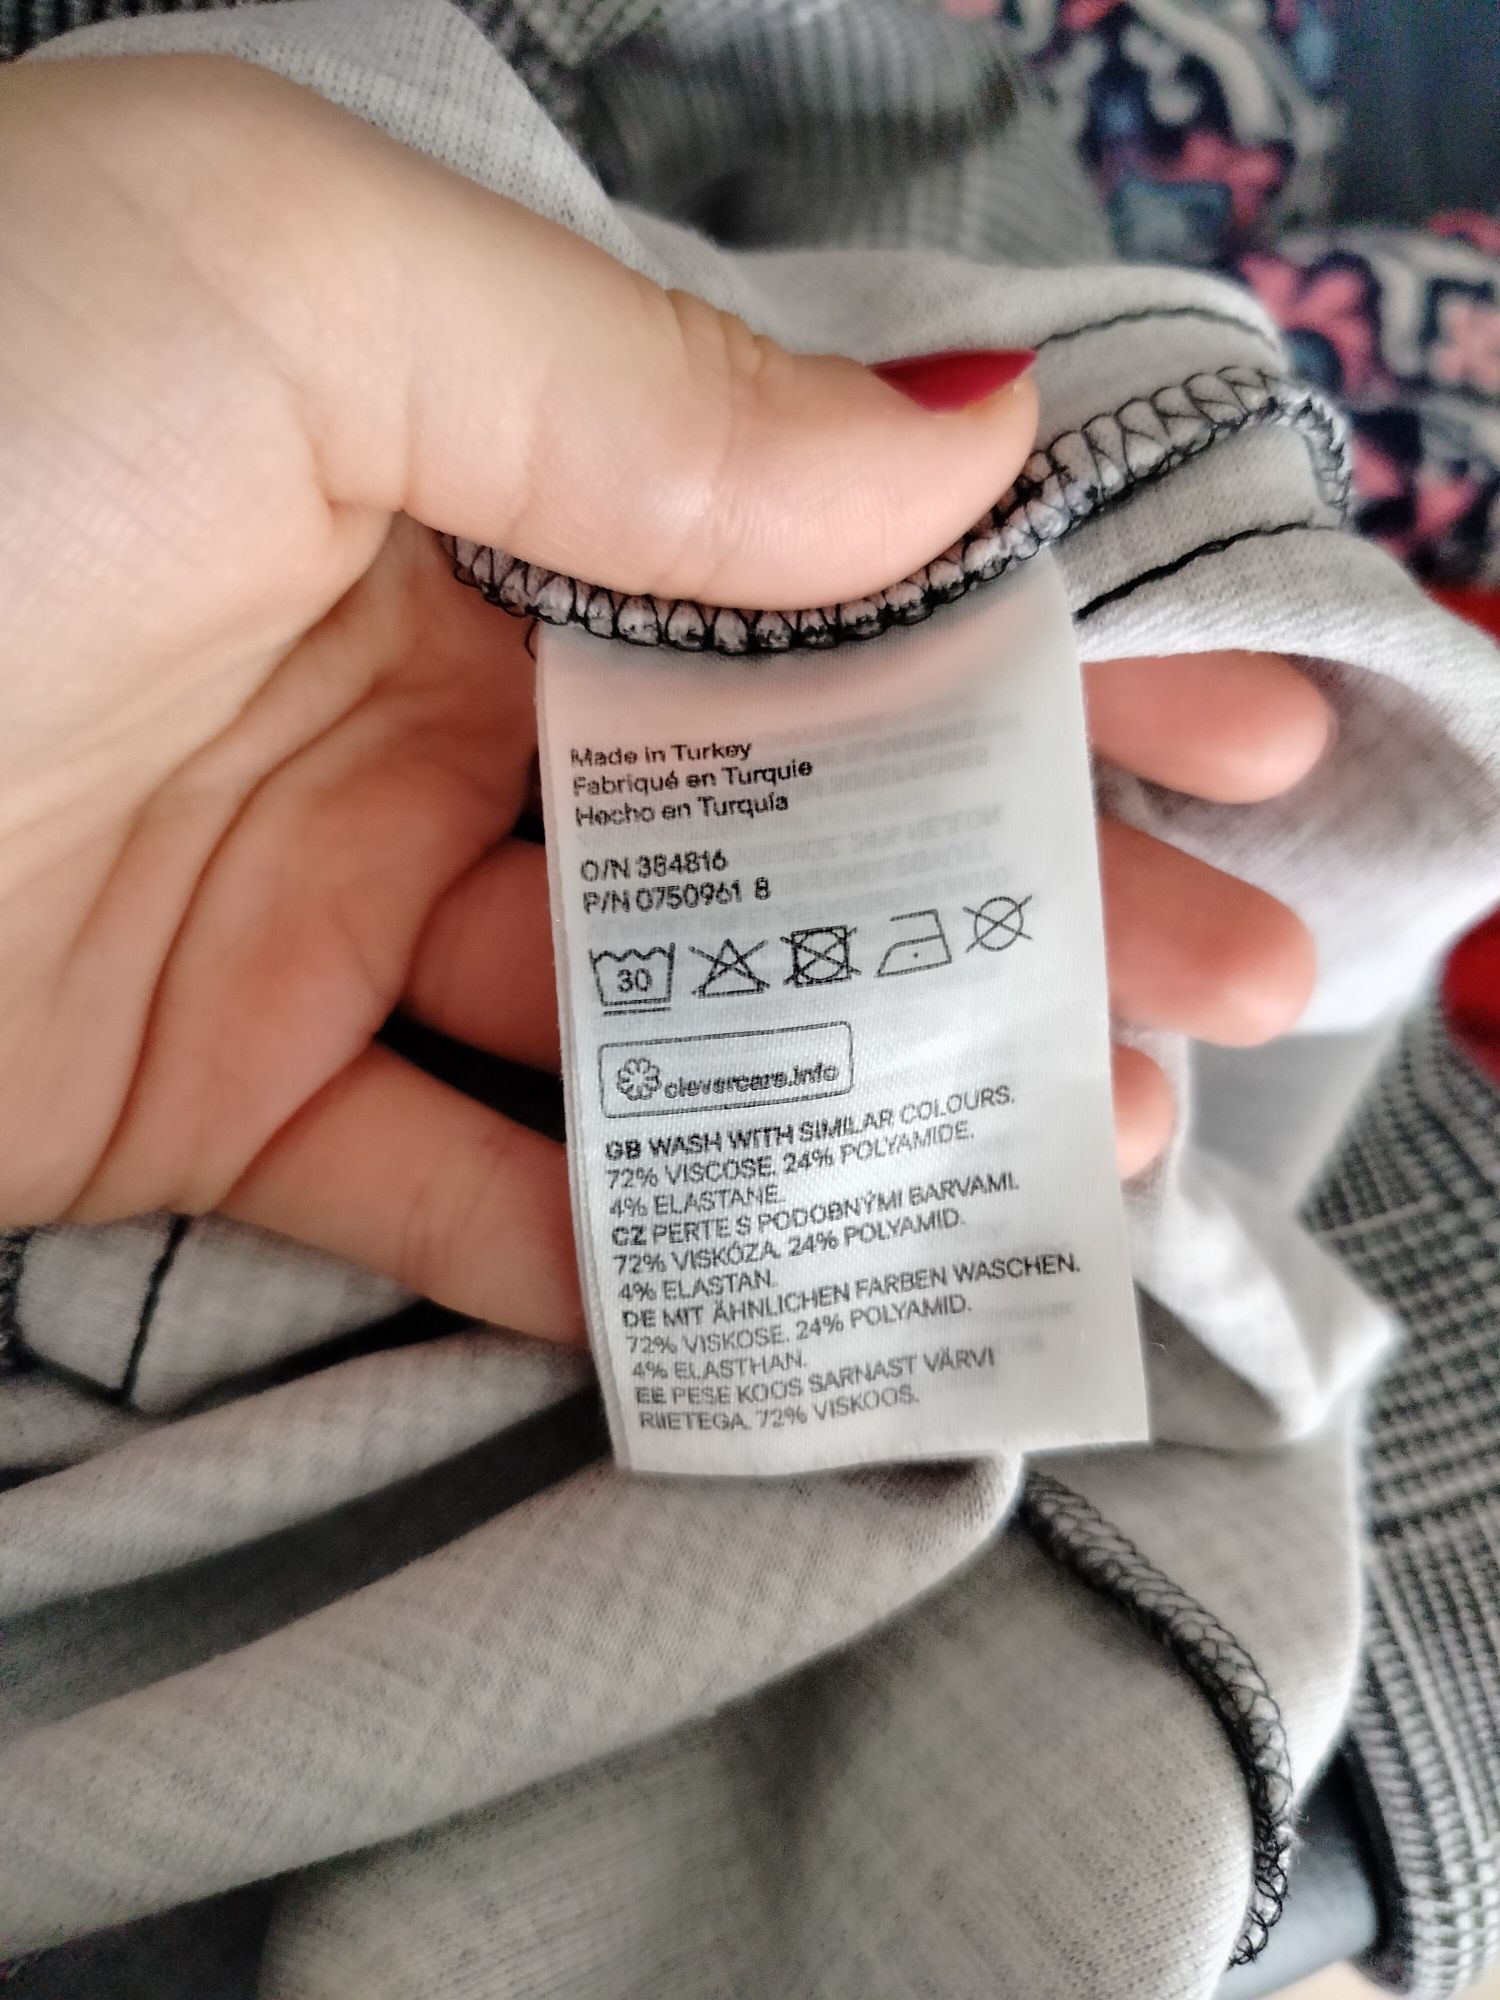 Made in Turkey
Fabriqué en Turquie
Hecho en Turquía
O/N 384816
P/N 0750961 8
30
clevercare.info
GB WASH WITH SIMILAR COLOURS.
72% VISCOSE. 24% POLYAMIDE.
4% ELASTANE.
CZ PERTE S PODOBNÝMI BARVAMI.
72% VISKÓZA. 24% POLYAMID.
4% ELASTAN.
DE MIT ÄHNLICHEN FARBEN WASCHEN.
72% VISKOSE. 24% POLYAMID.
4% ELASTHAN.
EE PESE KOOS SARNAST VÄRVI
RIIETEGA. 72% VISKOOS.